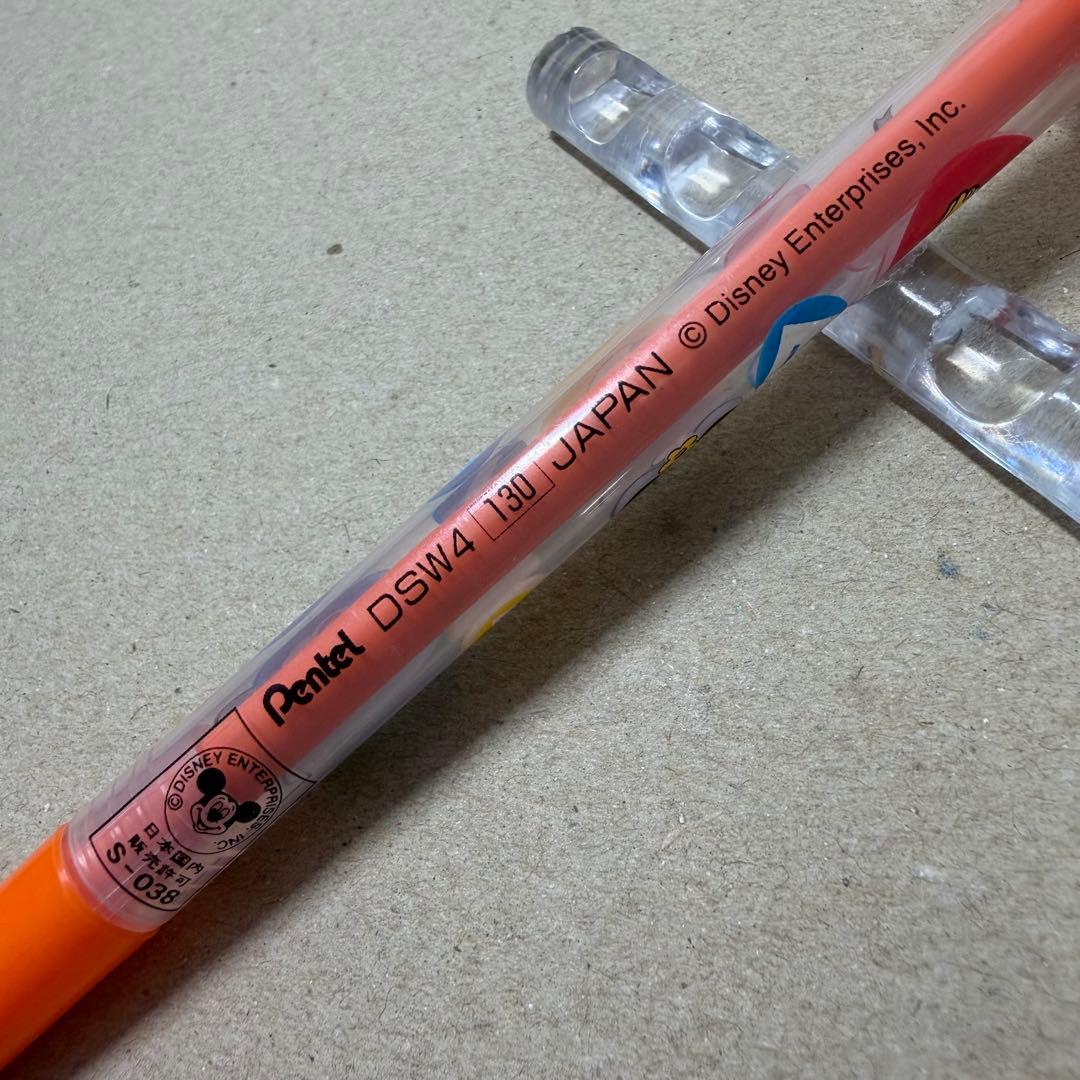 Pentel DSW4 130 JAPAN © Disney Enterprises, Inc.
© DISNEY ENTERPRISES, INC.
日本国内
販売許可
S-038